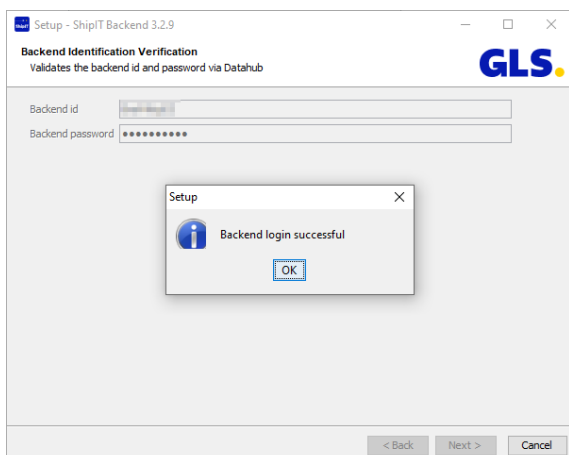 ShipIT
Setup - ShipIT Backend 3.2.9
Backend Identification Verification
Validates the backend id and password via Datahub
GLS.
Backend id
Backend password ••••••••••
Setup
Backend login successful
OK
< Back Next > Cancel